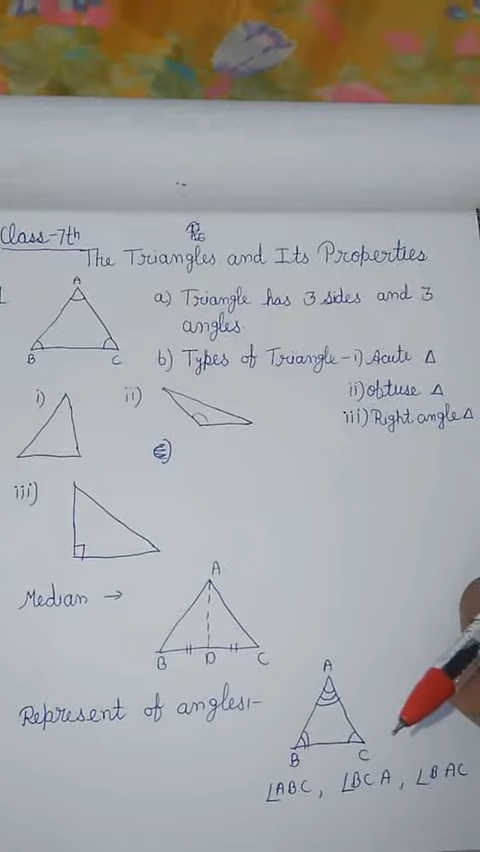 Class-7th
The Triangles and Its Properties
A
B C
a) Triangle has 3 sides and 3
angles.
b) Types of Triangle - i) Acute Δ
ii) obtuse Δ
iii) Right angle Δ
i)
ii)
iii)
Median →
A
B D C
Represent of angles:-
A
B C
∠ABC, ∠BCA, ∠BAC